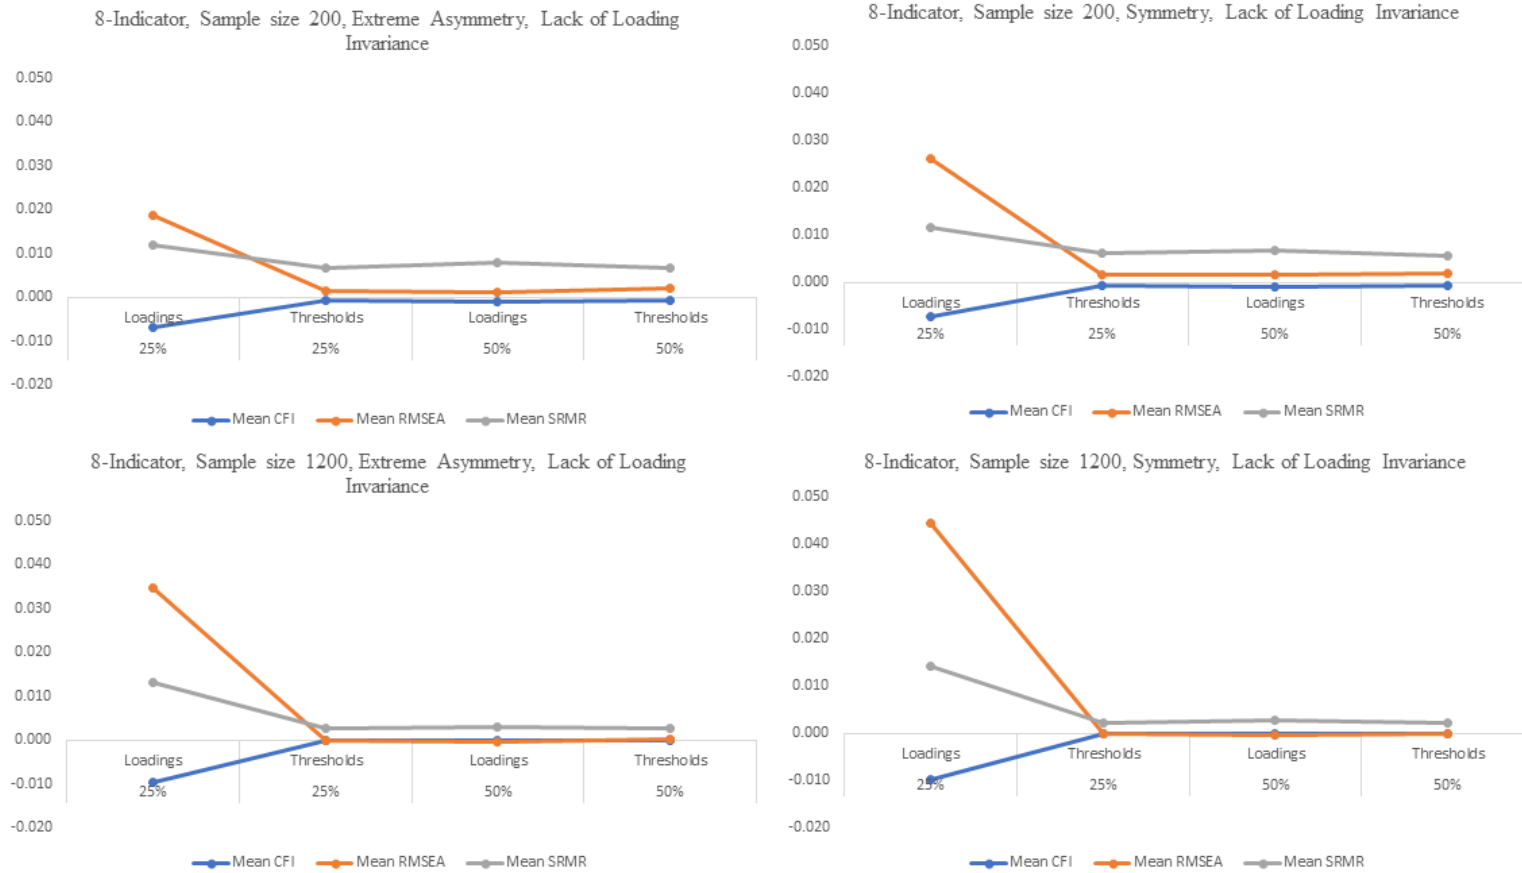 8-Indicator, Sample size 200, Extreme Asymmetry, Lack of Loading
Invariance
0.050
0.040
0.030
0.020
0.010
0.000
-0.010
-0.020
Loadings Thresholds Loadings Thresholds
25% 25% 50% 50%
Mean CFI Mean RMSEA Mean SRMR
8-Indicator, Sample size 200, Symmetry, Lack of Loading Invariance
0.050
0.040
0.030
0.020
0.010
0.000
-0.010
-0.020
Loadings Thresholds Loadings Thresholds
25% 25% 50% 50%
Mean CFI Mean RMSEA Mean SRMR
8-Indicator, Sample size 1200, Extreme Asymmetry, Lack of Loading
Invariance
0.050
0.040
0.030
0.020
0.010
0.000
-0.010
-0.020
Loadings Thresholds Loadings Thresholds
25% 25% 50% 50%
Mean CFI Mean RMSEA Mean SRMR
8-Indicator, Sample size 1200, Symmetry, Lack of Loading Invariance
0.050
0.040
0.030
0.020
0.010
0.000
-0.010
-0.020
Loadings Thresholds Loadings Thresholds
25% 25% 50% 50%
Mean CFI Mean RMSEA Mean SRMR